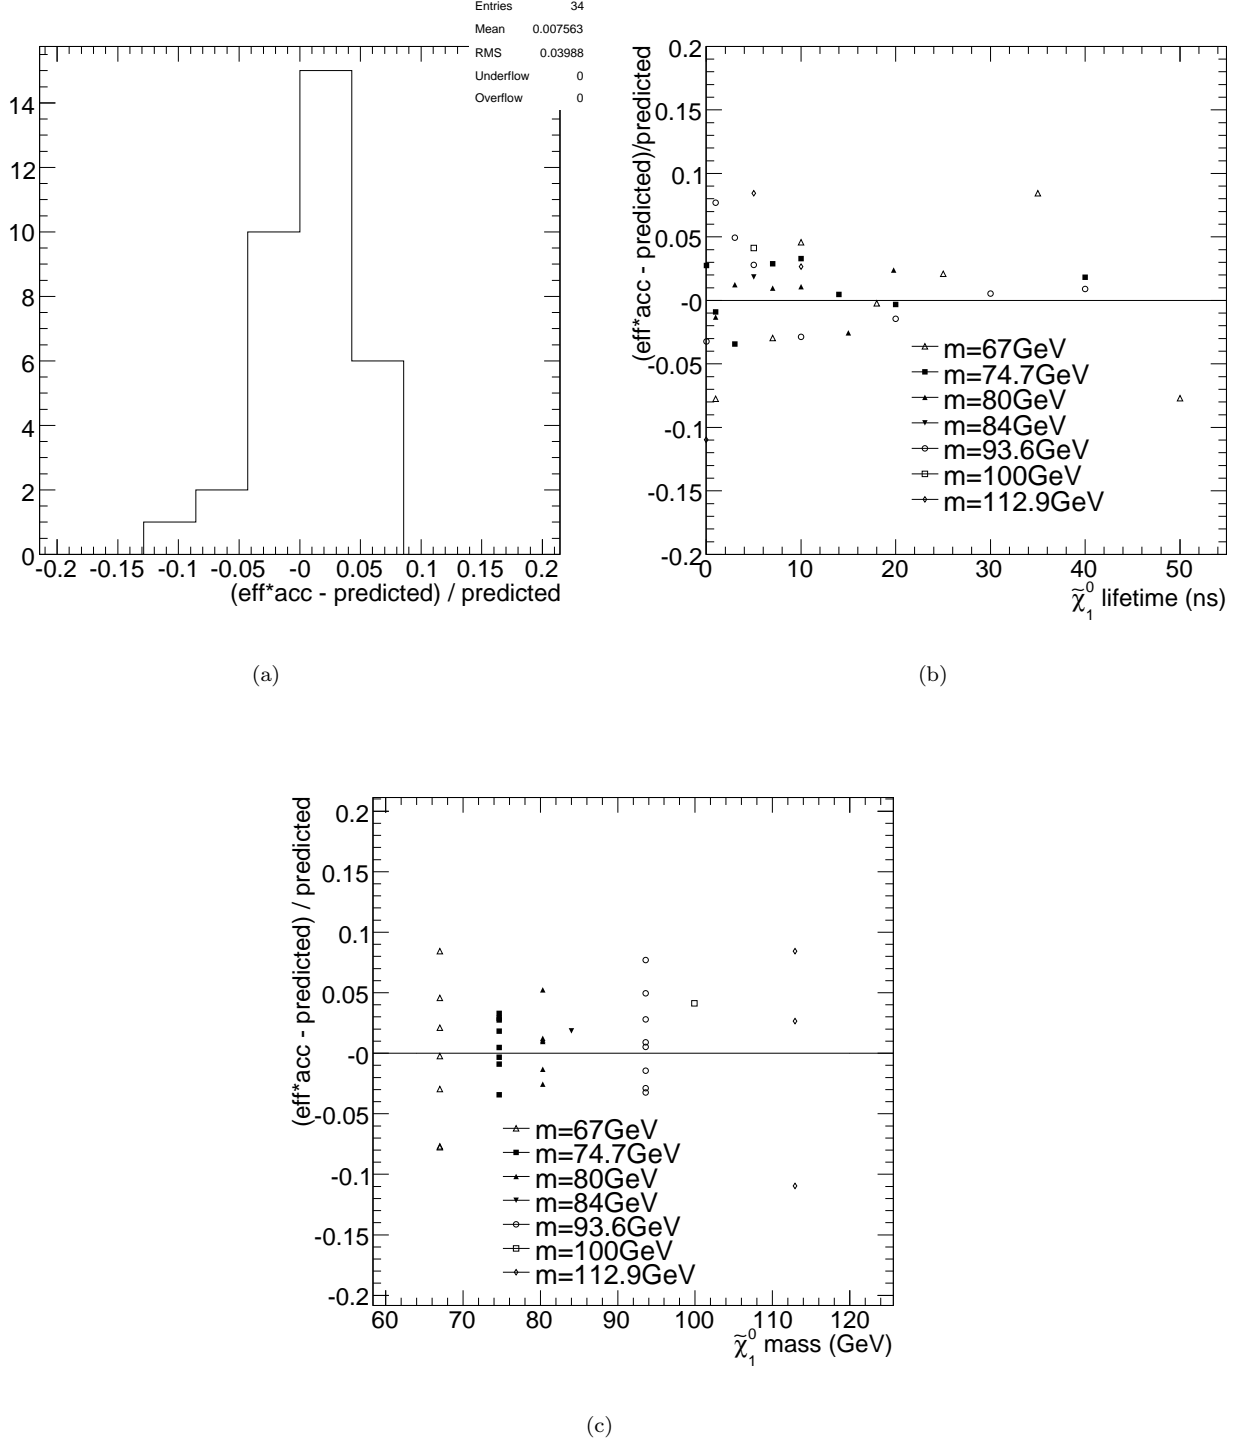 Entries 34
Mean 0.007563
RMS 0.03988
Underflow 0
Overflow 0
14
12
10
8
6
4
2
0
-0.2 -0.15 -0.1 -0.05 -0 0.05 0.1 0.15 0.2
(eff*acc - predicted) / predicted
(a)
(eff*acc - predicted)/predicted
0.2
0.15
0.1
0.05
-0
-0.05
-0.1
-0.15
-0.2
m=67GeV
m=74.7GeV
m=80GeV
m=84GeV
m=93.6GeV
m=100GeV
m=112.9GeV
0 10 20 30 40 50
χ̃⁰₁ lifetime (ns)
(b)
(eff*acc - predicted) / predicted
0.2
0.15
0.1
0.05
-0
-0.05
-0.1
-0.15
-0.2
m=67GeV
m=74.7GeV
m=80GeV
m=84GeV
m=93.6GeV
m=100GeV
m=112.9GeV
60 70 80 90 100 110 120
χ̃⁰₁ mass (GeV)
(c)